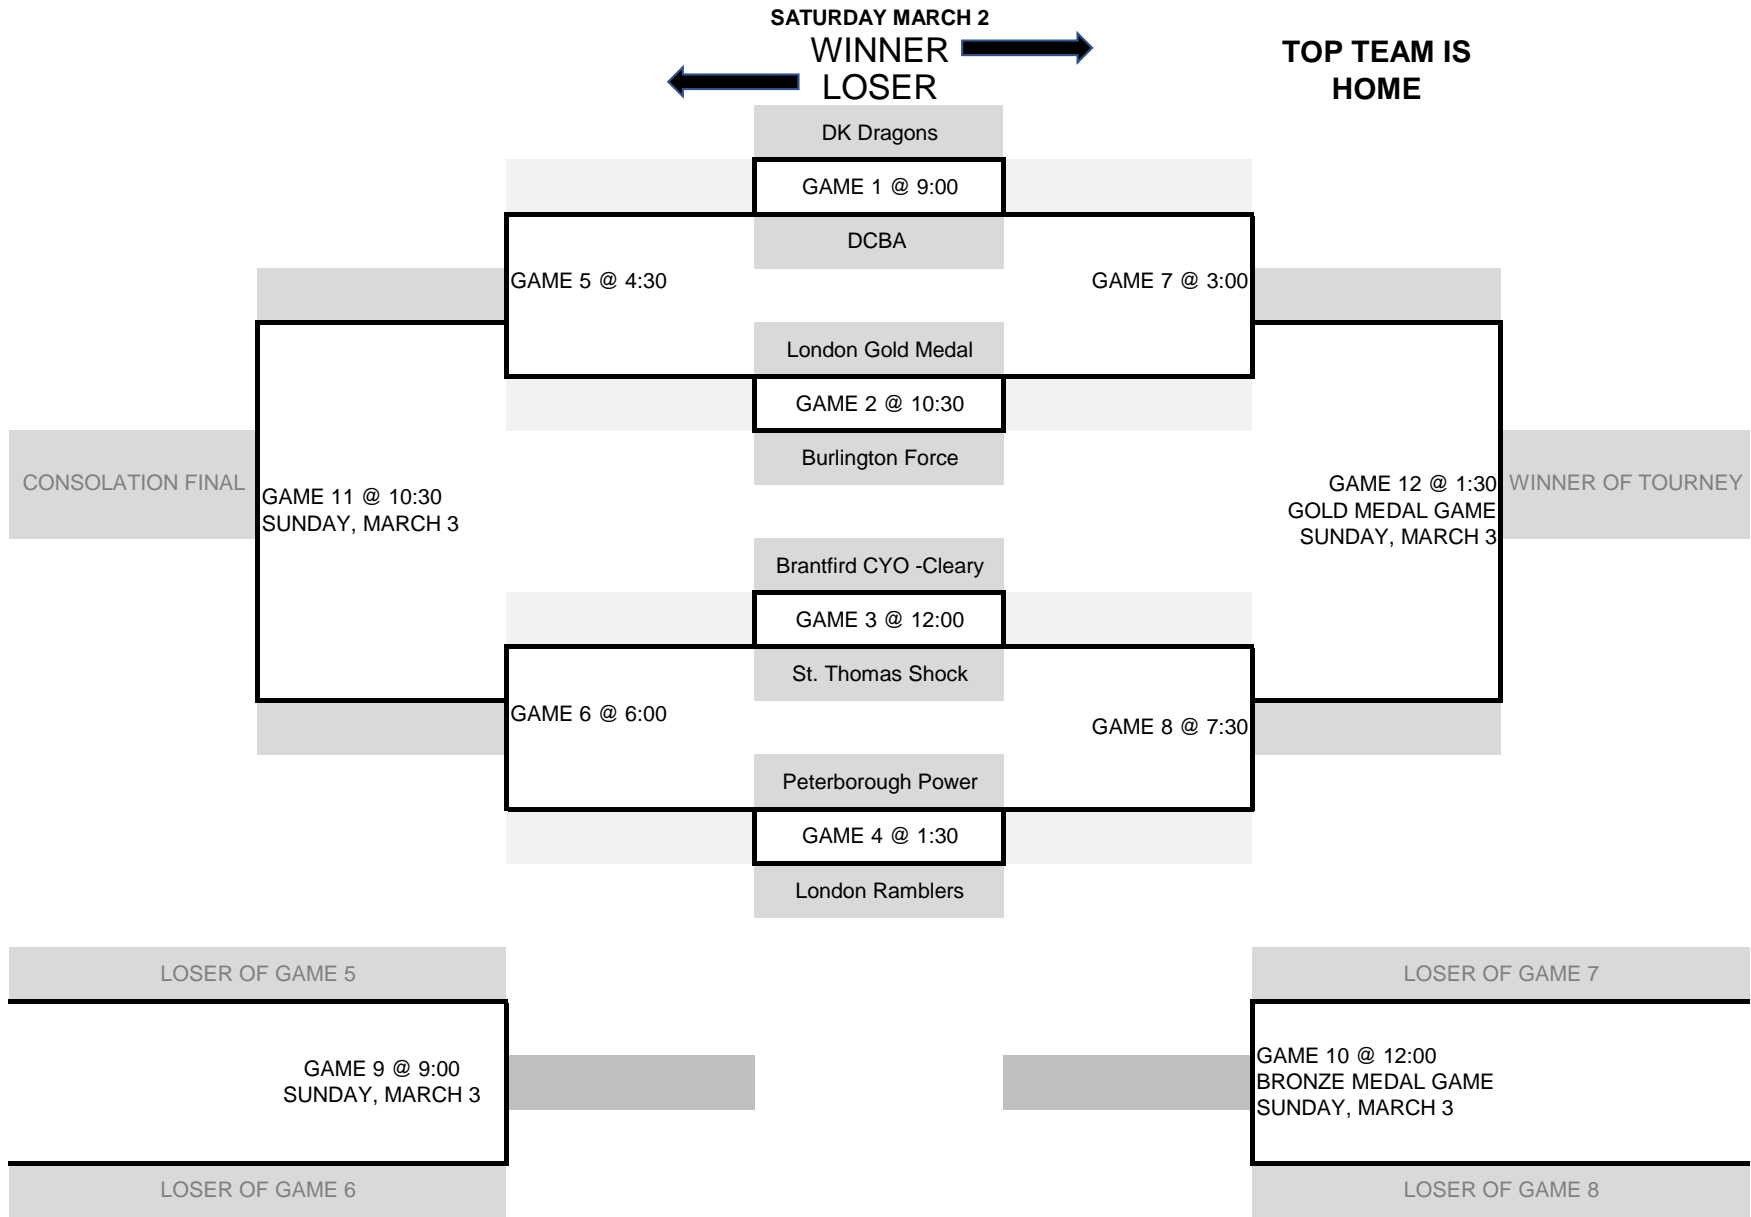 SATURDAY MARCH 2
WINNER
LOSER
TOP TEAM IS
HOME
DK Dragons
GAME 1 @ 9:00
DCBA
GAME 5 @ 4:30
GAME 7 @ 3:00
London Gold Medal
GAME 2 @ 10:30
Burlington Force
CONSOLATION FINAL
GAME 11 @ 10:30
SUNDAY, MARCH 3
GAME 12 @ 1:30
GOLD MEDAL GAME
SUNDAY, MARCH 3
WINNER OF TOURNEY
Brantfird CYO -Cleary
GAME 3 @ 12:00
St. Thomas Shock
GAME 6 @ 6:00
GAME 8 @ 7:30
Peterborough Power
GAME 4 @ 1:30
London Ramblers
LOSER OF GAME 5
LOSER OF GAME 7
GAME 9 @ 9:00
SUNDAY, MARCH 3
GAME 10 @ 12:00
BRONZE MEDAL GAME
SUNDAY, MARCH 3
LOSER OF GAME 6
LOSER OF GAME 8